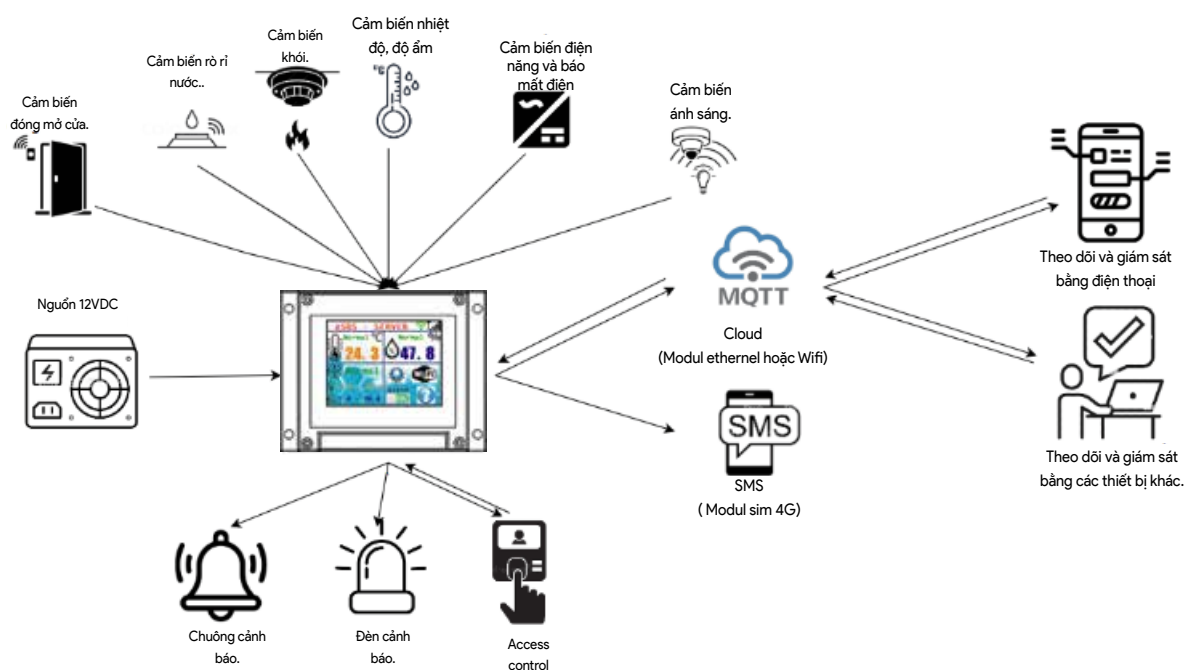 Cảm biến
đóng mở cửa.
Cảm biến rò rỉ
nước..
Cảm biến
khói.
Cảm biến nhiệt
độ, độ ẩm
°C
Cảm biến điện
năng và báo
mất điện
Cảm biến
ánh sáng.
Nguồn 12VDC
SERVER
24.3
47.8
MQTT
Cloud
(Modul ethernel hoặc Wifi)
SMS
SMS
( Modul sim 4G)
Theo dõi và giám sát
bằng điện thoại
Theo dõi và giám sát
bằng các thiết bị khác.
Chuông cảnh
báo.
Đèn cảnh
báo.
Access
control